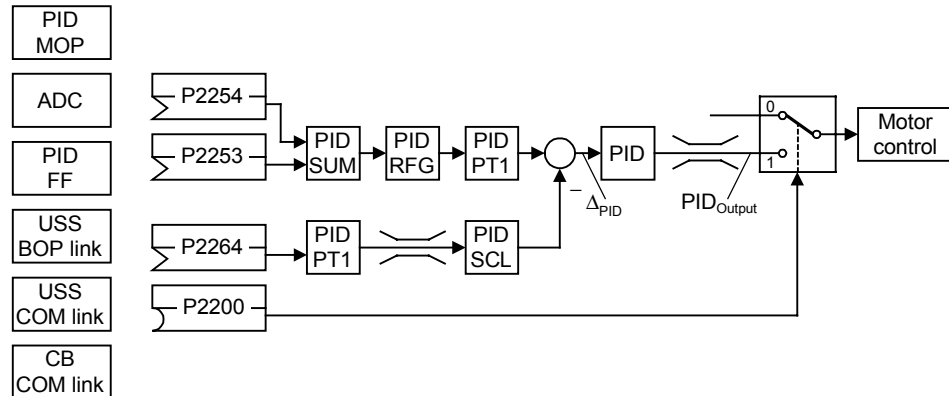 PID
MOP
ADC
PID
FF
USS
BOP link
USS
COM link
CB
COM link
P2254
P2253
P2264
P2200
PID
SUM
PID
RFG
PID
PT1
PID
PT1
PID
SCL
−
ΔPID
PID
PIDOutput
0
1
Motor
control